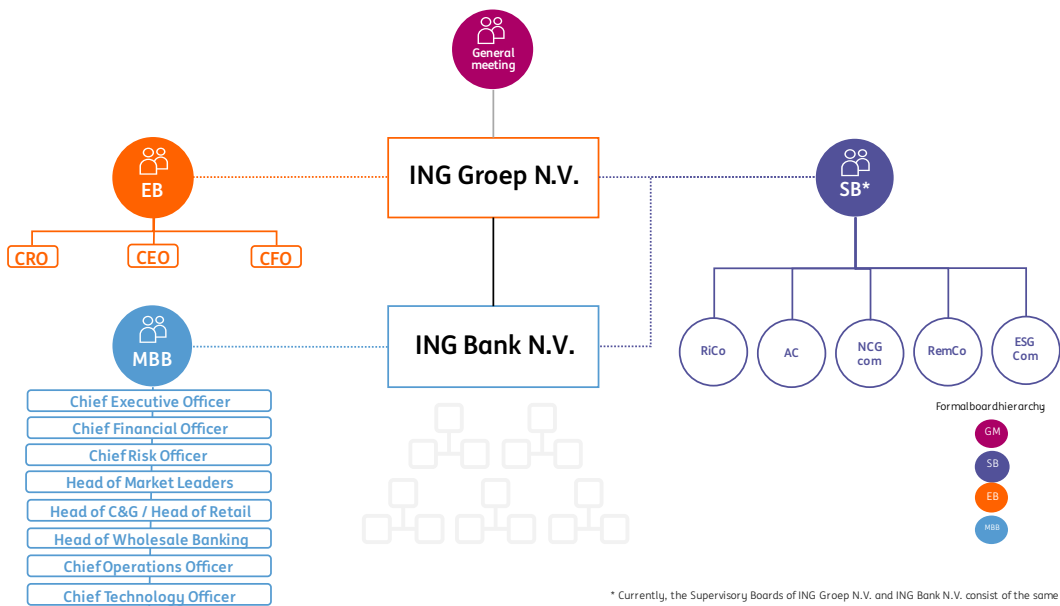 General
meeting
ING Groep N.V.
EB
SB*
CRO
CEO
CFO
ING Bank N.V.
MBB
RiCo
AC
NCG
com
RemCo
ESG
Com
Chief Executive Officer
Chief Financial Officer
Chief Risk Officer
Head of Market Leaders
Head of C&G / Head of Retail
Head of Wholesale Banking
Chief Operations Officer
Chief Technology Officer
Formalboardhierarchy
GM
SB
EB
MBB
* Currently, the Supervisory Boards of ING Groep N.V. and ING Bank N.V. consist of the same